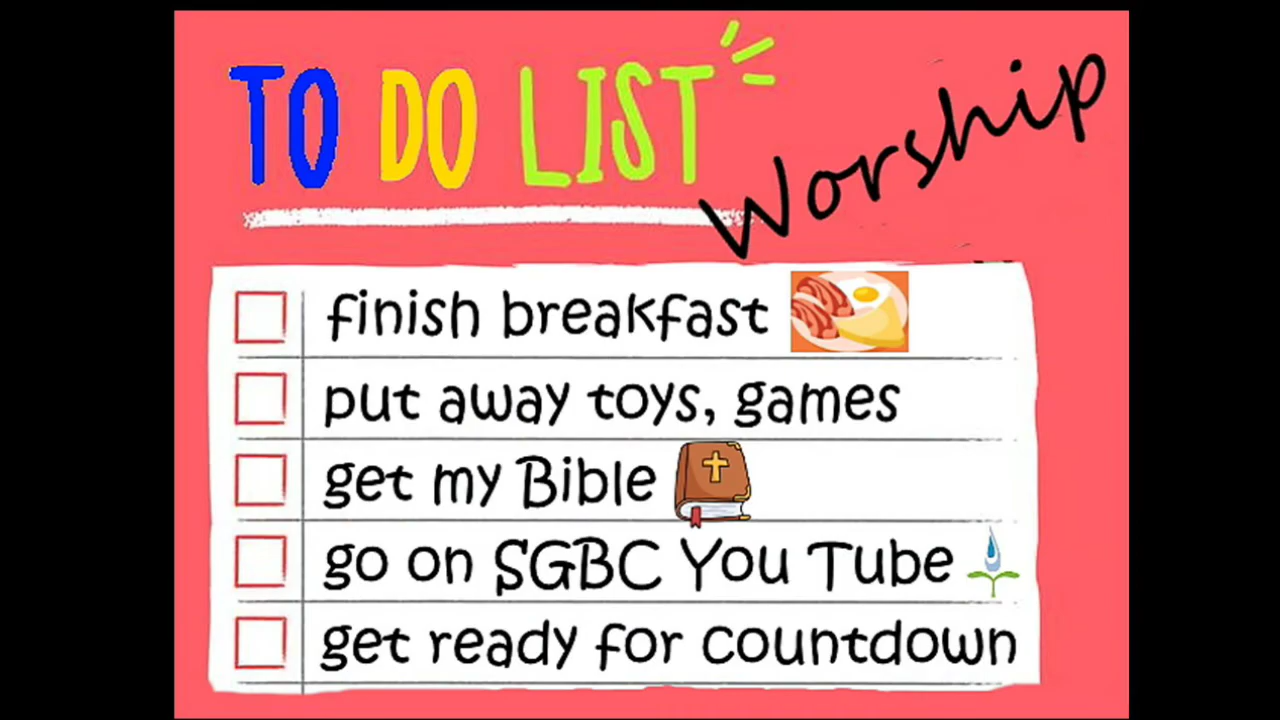 TO DO LIST
Worship
finish breakfast
put away toys, games
get my Bible
go on SGBC You Tube
get ready for countdown